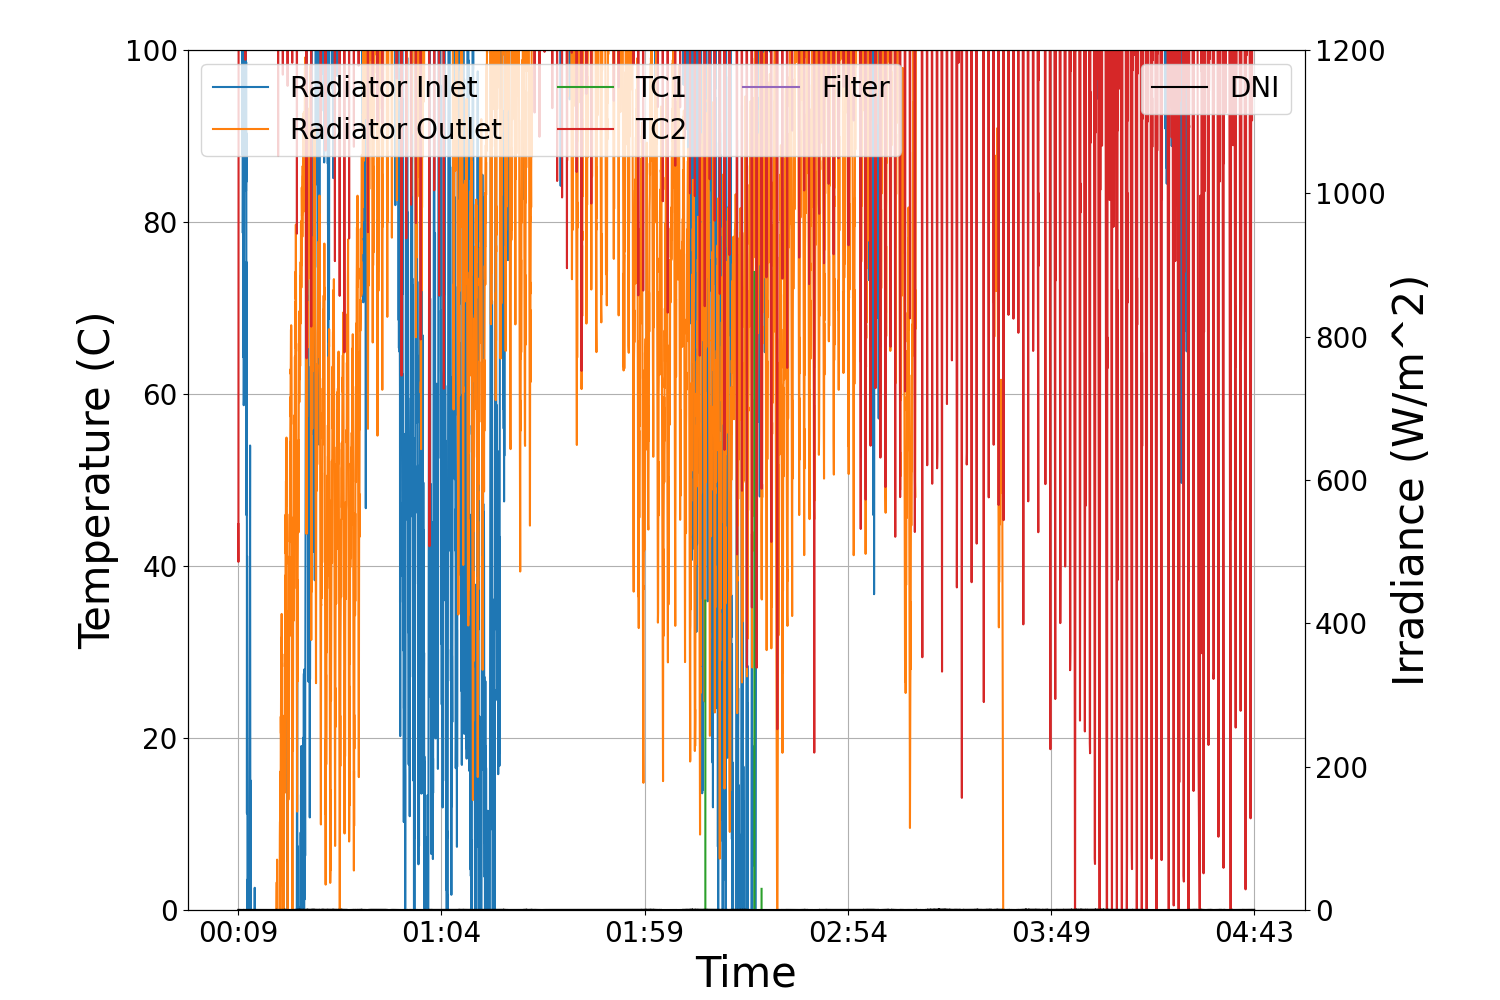 100
80
60
40
20
0
Temperature (C)
Radiator Inlet
Radiator Outlet
TC1
TC2
Filter
DNI
1200
1000
800
600
400
200
0
Irradiance (W/m^2)
00:09
01:04
01:59
02:54
03:49
04:43
Time